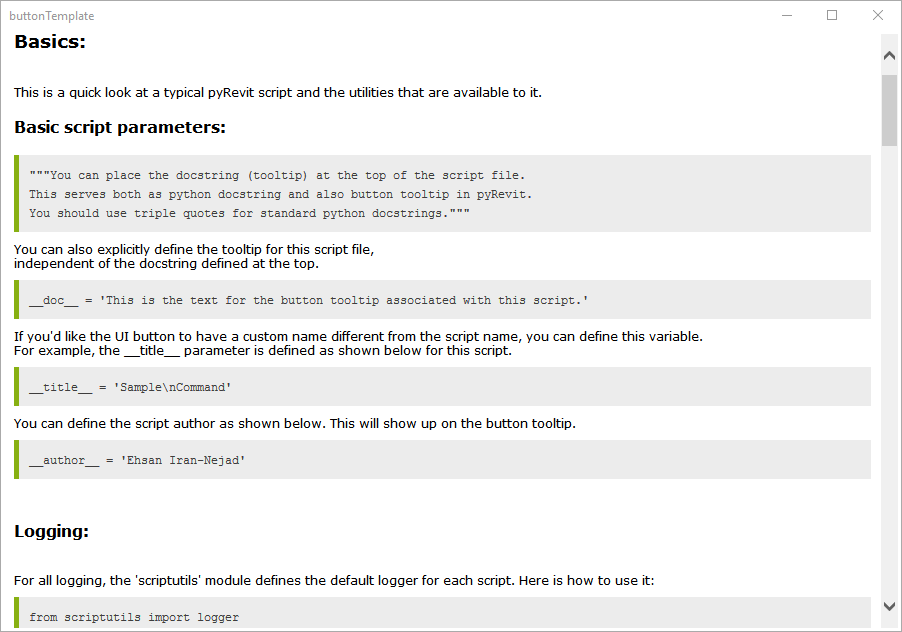 buttonTemplate
Basics:
This is a quick look at a typical pyRevit script and the utilities that are available to it.
Basic script parameters:
"""You can place the docstring (tooltip) at the top of the script file.
This serves both as python docstring and also button tooltip in pyRevit.
You should use triple quotes for standard python docstrings."""
You can also explicitly define the tooltip for this script file,
independent of the docstring defined at the top.
__doc__ = 'This is the text for the button tooltip associated with this script.'
If you'd like the UI button to have a custom name different from the script name, you can define this variable.
For example, the __title__ parameter is defined as shown below for this script.
__title__ = 'Sample\nCommand'
You can define the script author as shown below. This will show up on the button tooltip.
__author__ = 'Ehsan Iran-Nejad'
Logging:
For all logging, the 'scriptutils' module defines the default logger for each script. Here is how to use it:
from scriptutils import logger